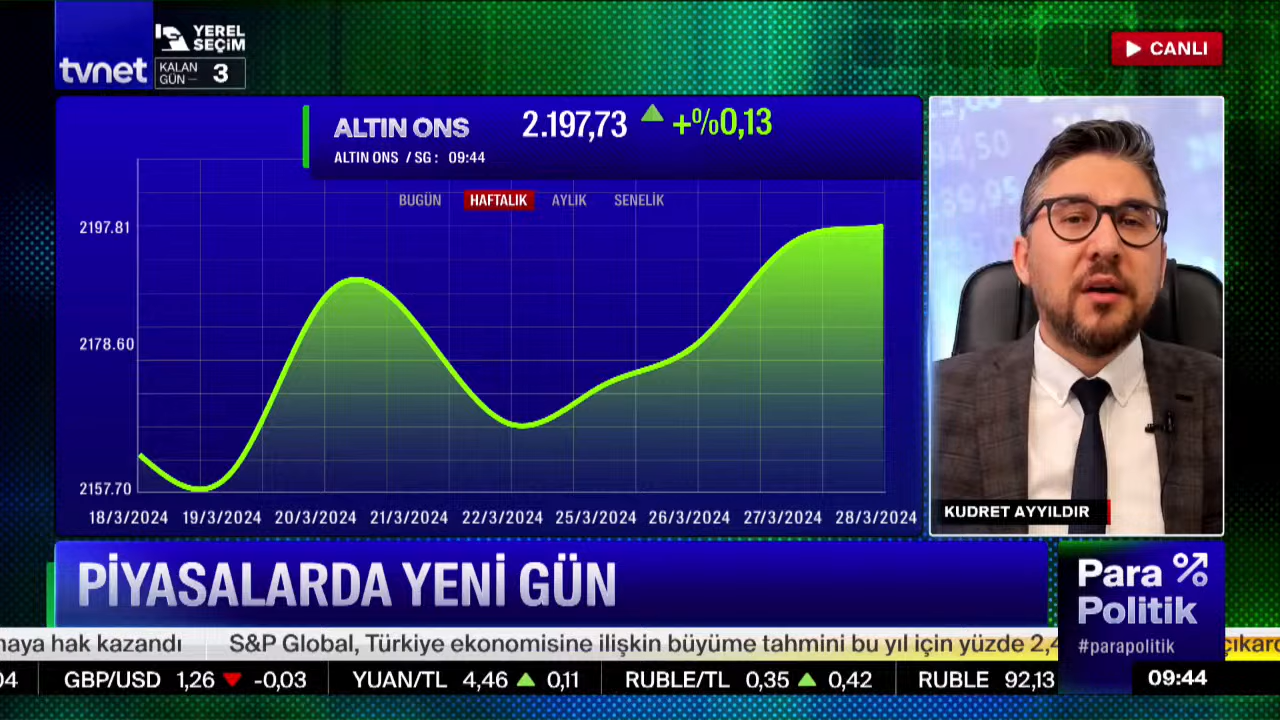 tvnet
YEREL
SEÇİM
KALAN
GÜN
3
CANLI
ALTIN ONS
2.197,73
+%0,13
ALTIN ONS / SG : 09:44
BUGÜN
HAFTALIK
AYLIK
SENELİK
2197.81
2178.60
2157.70
18/3/2024
19/3/2024
20/3/2024
21/3/2024
22/3/2024
25/3/2024
26/3/2024
27/3/2024
28/3/2024
KUDRET AYYILDIR
PİYASALARDA YENİ GÜN
Para
Politik
#parapolitik
hak kazandı S&P Global, Türkiye ekonomisine ilişkin büyüme tahmini bu yıl için yüzde 2,4
GBP/USD 1,26 -0,03 YUAN/TL 4,46 0,11 RUBLE/TL 0,35 0,42 RUBLE 92,13
09:44